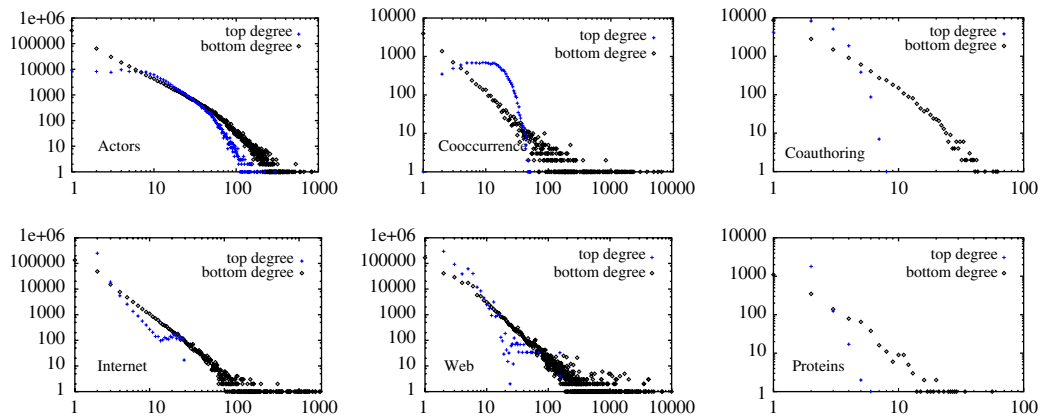 1e+06
100000
10000
1000
100
10
1
1 10 100 1000
top degree
bottom degree
Actors
10000
1000
100
10
1
1 10 100 1000 10000
top degree
bottom degree
Cooccurrence
10000
1000
100
10
1
1 10 100
top degree
bottom degree
Coauthoring
1e+06
100000
10000
1000
100
10
1
1 10 100 1000
top degree
bottom degree
Internet
1e+06
100000
10000
1000
100
10
1
1 10 100 1000 10000
top degree
bottom degree
Web
10000
1000
100
10
1
1 10 100
top degree
bottom degree
Proteins